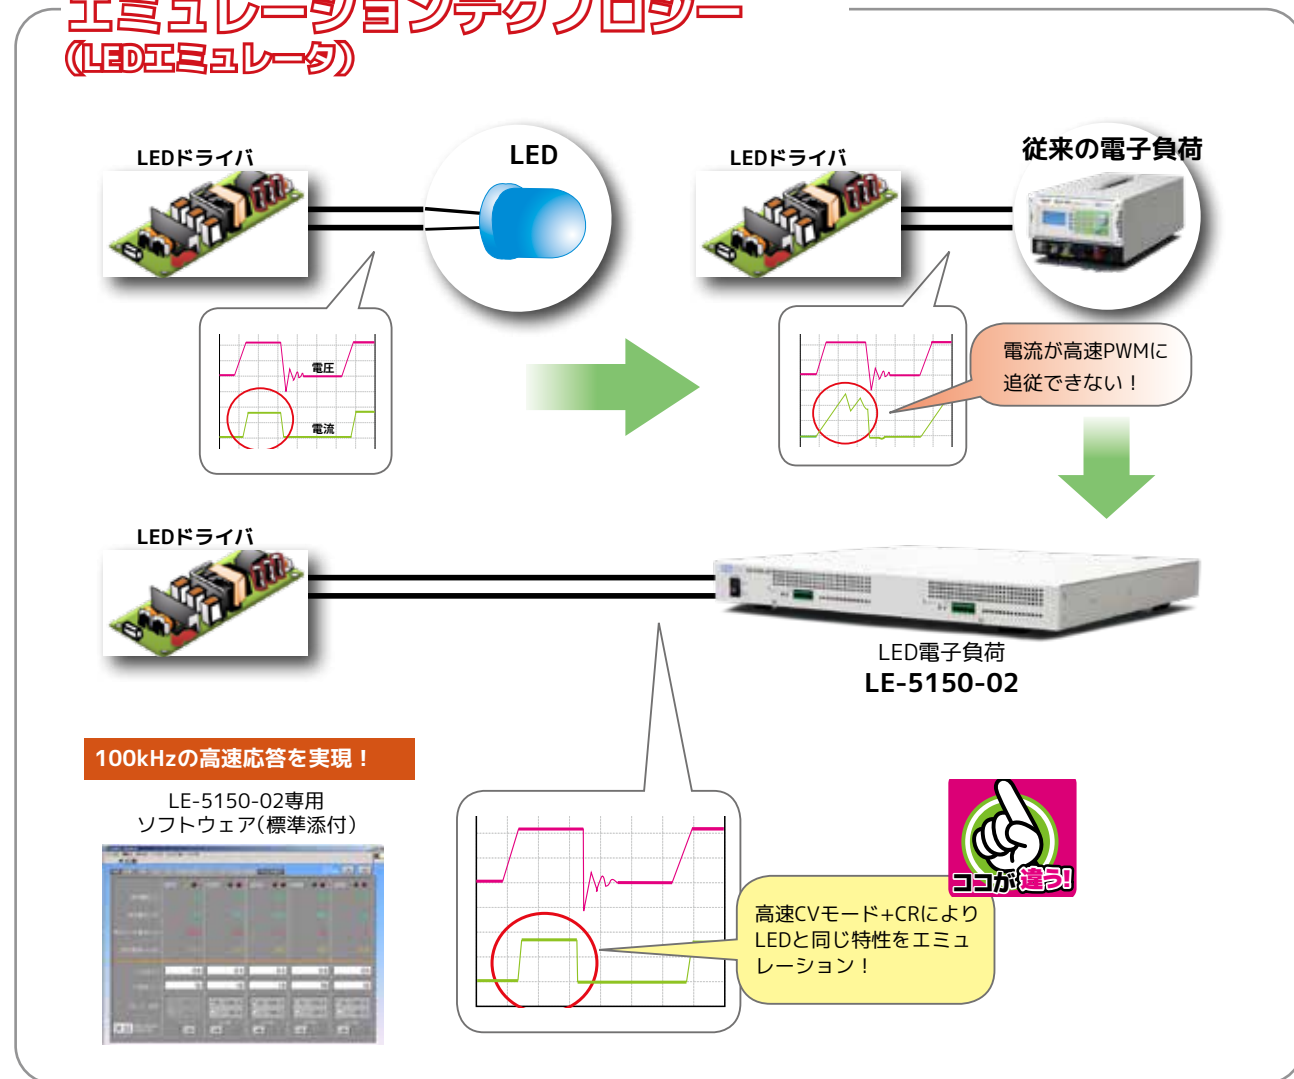 エミュレーションテクノロジー
(LEDエミュレータ)
LEDドライバ
LED
LEDドライバ
従来の電子負荷
電圧
電流
電流が高速PWMに
追従できない！
LEDドライバ
LED電子負荷
LE-5150-02
100kHzの高速応答を実現！
LE-5150-02専用
ソフトウェア(標準添付)
ココが違う!
高速CVモード+CRにより
LEDと同じ特性をエミュ
レーション！